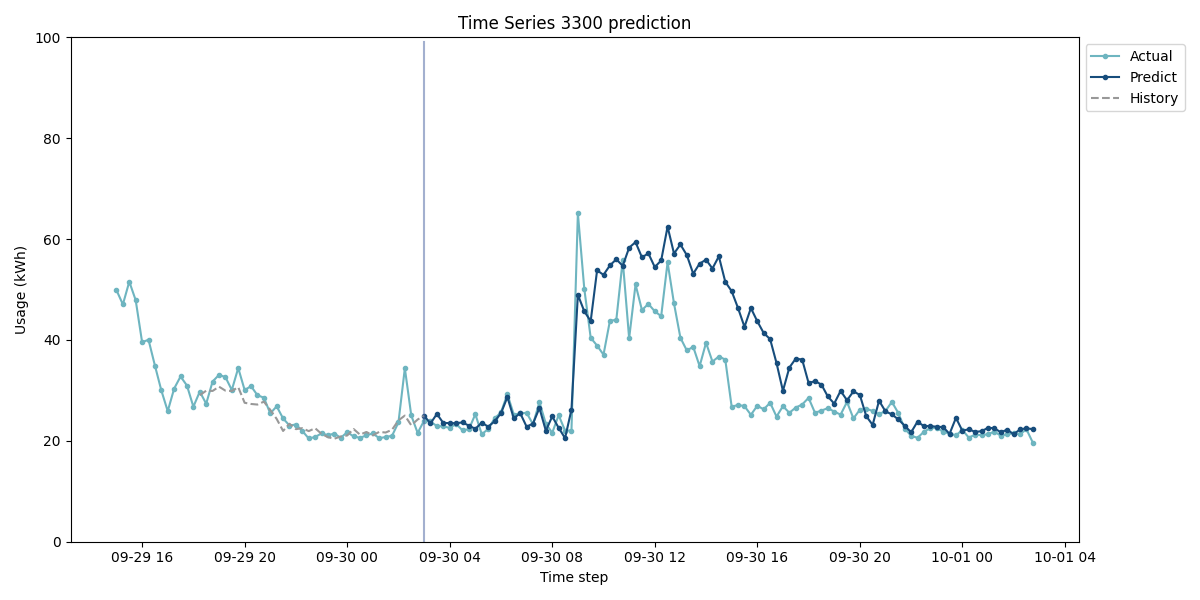 Time Series 3300 prediction
100
80
60
40
20
0
Usage (kWh)
09-29 16
09-29 20
09-30 00
09-30 04
09-30 08
09-30 12
09-30 16
09-30 20
10-01 00
10-01 04
Time step
Actual
Predict
History